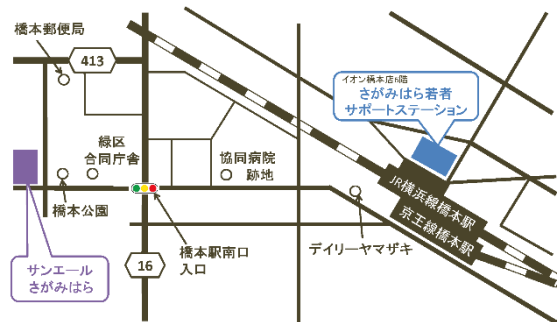 橋本郵便局
413
イオン橋本店6階
さがみはら若者
サポートステーション
緑区
合同庁舎
協同病院
跡地
JR横浜線橋本駅
京王線橋本駅
橋本公園
デイリーヤマザキ
橋本駅南口
入口
サンエール
さがみはら
16